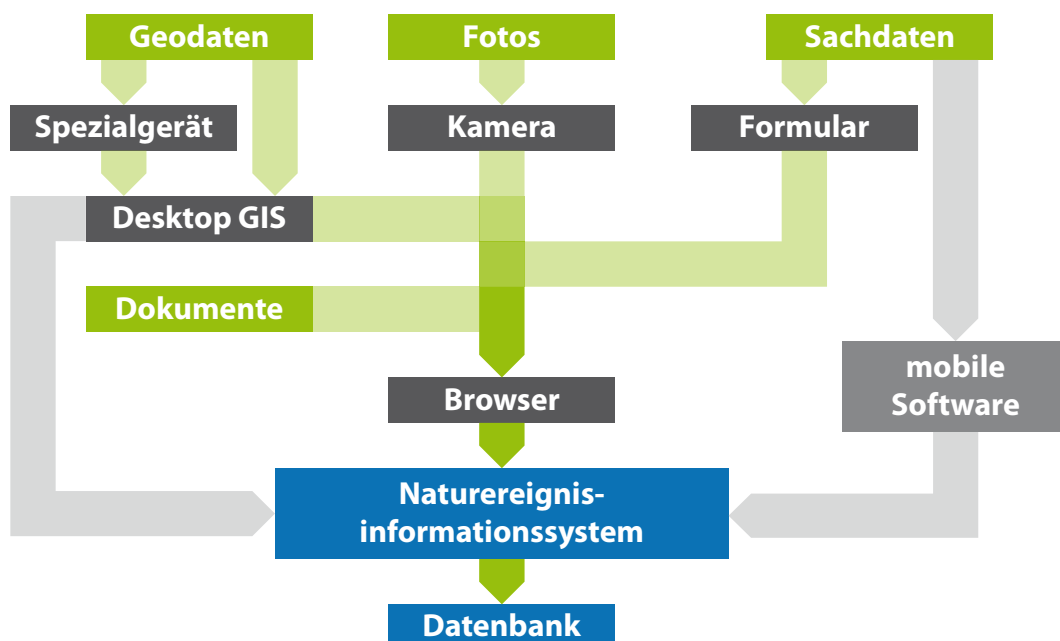 Geodaten
Fotos
Sachdaten
Spezialgerät
Kamera
Formular
Desktop GIS
Dokumente
mobile
Software
Browser
Naturereignis-
informationssystem
Datenbank